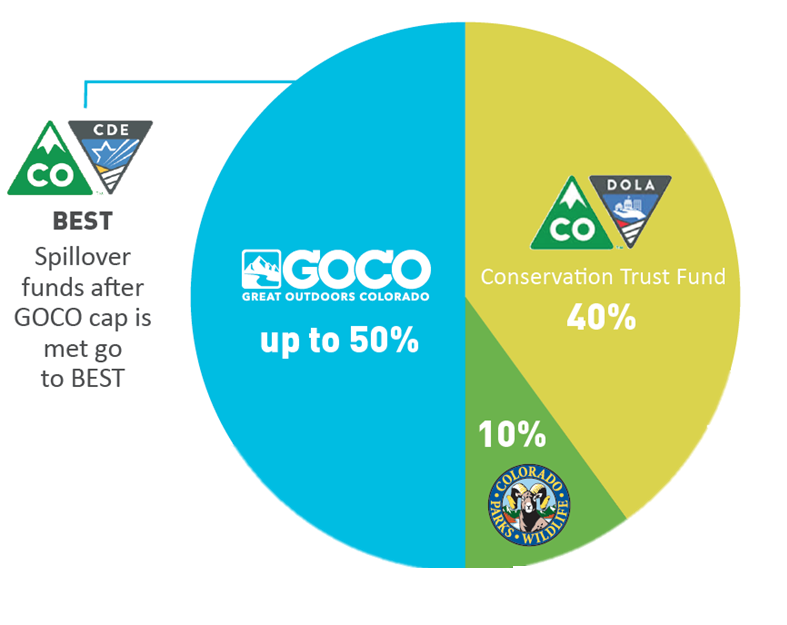 CDE
CO
BEST
Spillover
funds after
GOCO cap is
met go
to BEST
GOCO
GREAT OUTDOORS COLORADO
up to 50%
DOLA
CO
Conservation Trust Fund
40%
10%
COLORADO
PARKS • WILDLIFE